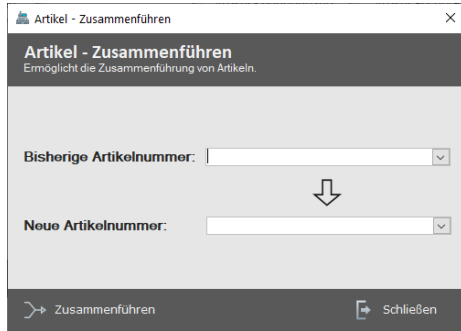 Artikel - Zusammenführen
Artikel - Zusammenführen
Ermöglicht die Zusammenführung von Artikeln.
Bisherige Artikelnummer:
Neue Artikelnummer:
Zusammenführen
Schließen